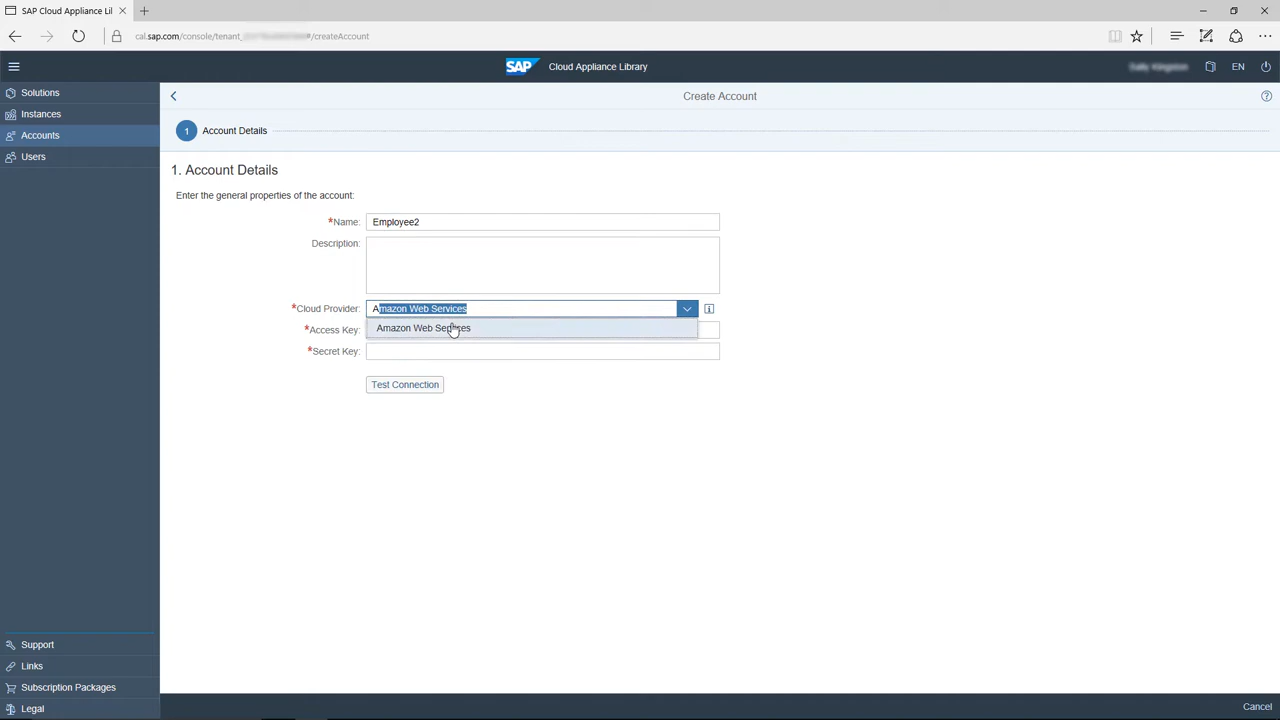 SAP Cloud Appliance Lil
cal.sap.com/console/tenant_ /createAccount
SAP Cloud Appliance Library
EN
Solutions
Instances
Accounts
Users
Create Account
1 Account Details
1. Account Details
Enter the general properties of the account:
*Name: Employee2
Description:
*Cloud Provider: Amazon Web Services
Amazon Web Services
*Access Key:
*Secret Key:
Test Connection
Support
Links
Subscription Packages
Legal
Cancel